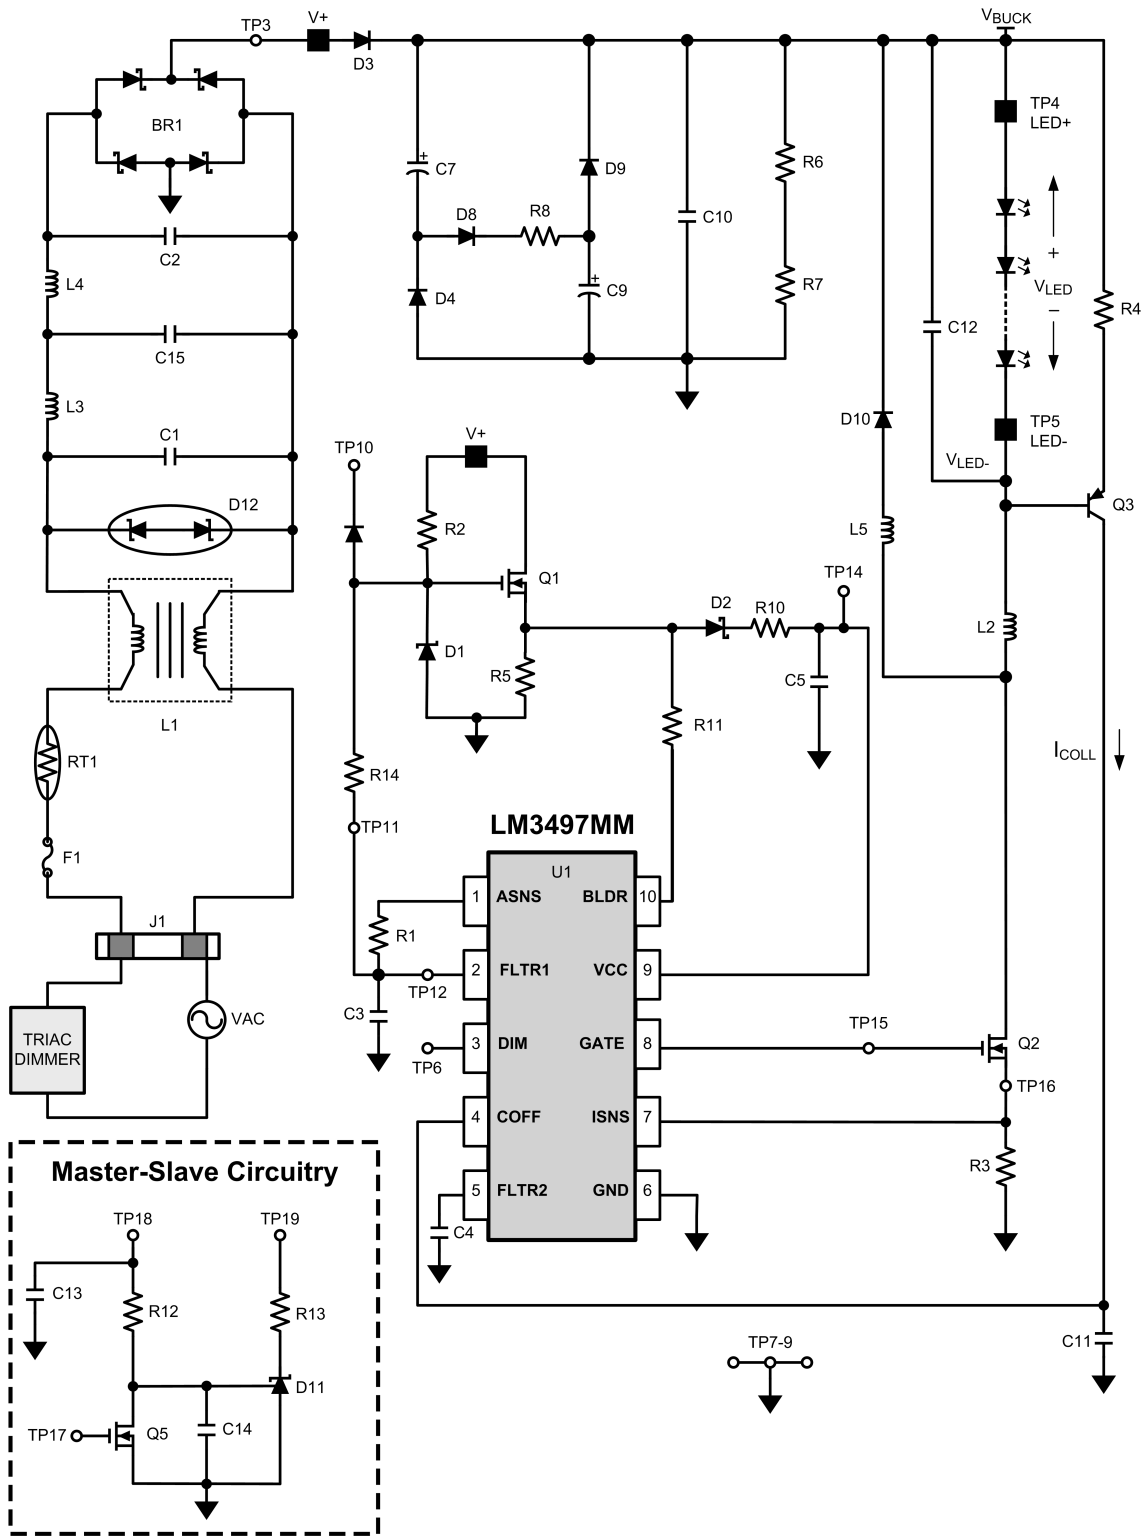 TP3
V+
D3
BR1
C7
D8
R8
D9
D4
C9
C10
R6
R7
VBUCK
TP4
LED+
+
VLED
−
R4
C12
D10
TP5
LED-
VLED-
Q3
L5
L2
ICOLL
C2
L4
C15
L3
C1
D12
L1
RT1
F1
J1
TRIAC
DIMMER
VAC
TP10
V+
R2
Q1
D1
R5
D2
R10
TP14
C5
R11
R14
TP11
LM3497MM
U1
1 ASNS BLDR 10
R1
2 FLTR1 VCC 9
TP12
C3
3 DIM GATE 8
TP6
TP15
Q2
TP16
4 COFF ISNS 7
R3
5 FLTR2 GND 6
C4
C11
TP7-9
Master-Slave Circuitry
TP18
TP19
C13
R12
R13
D11
TP17
Q5
C14